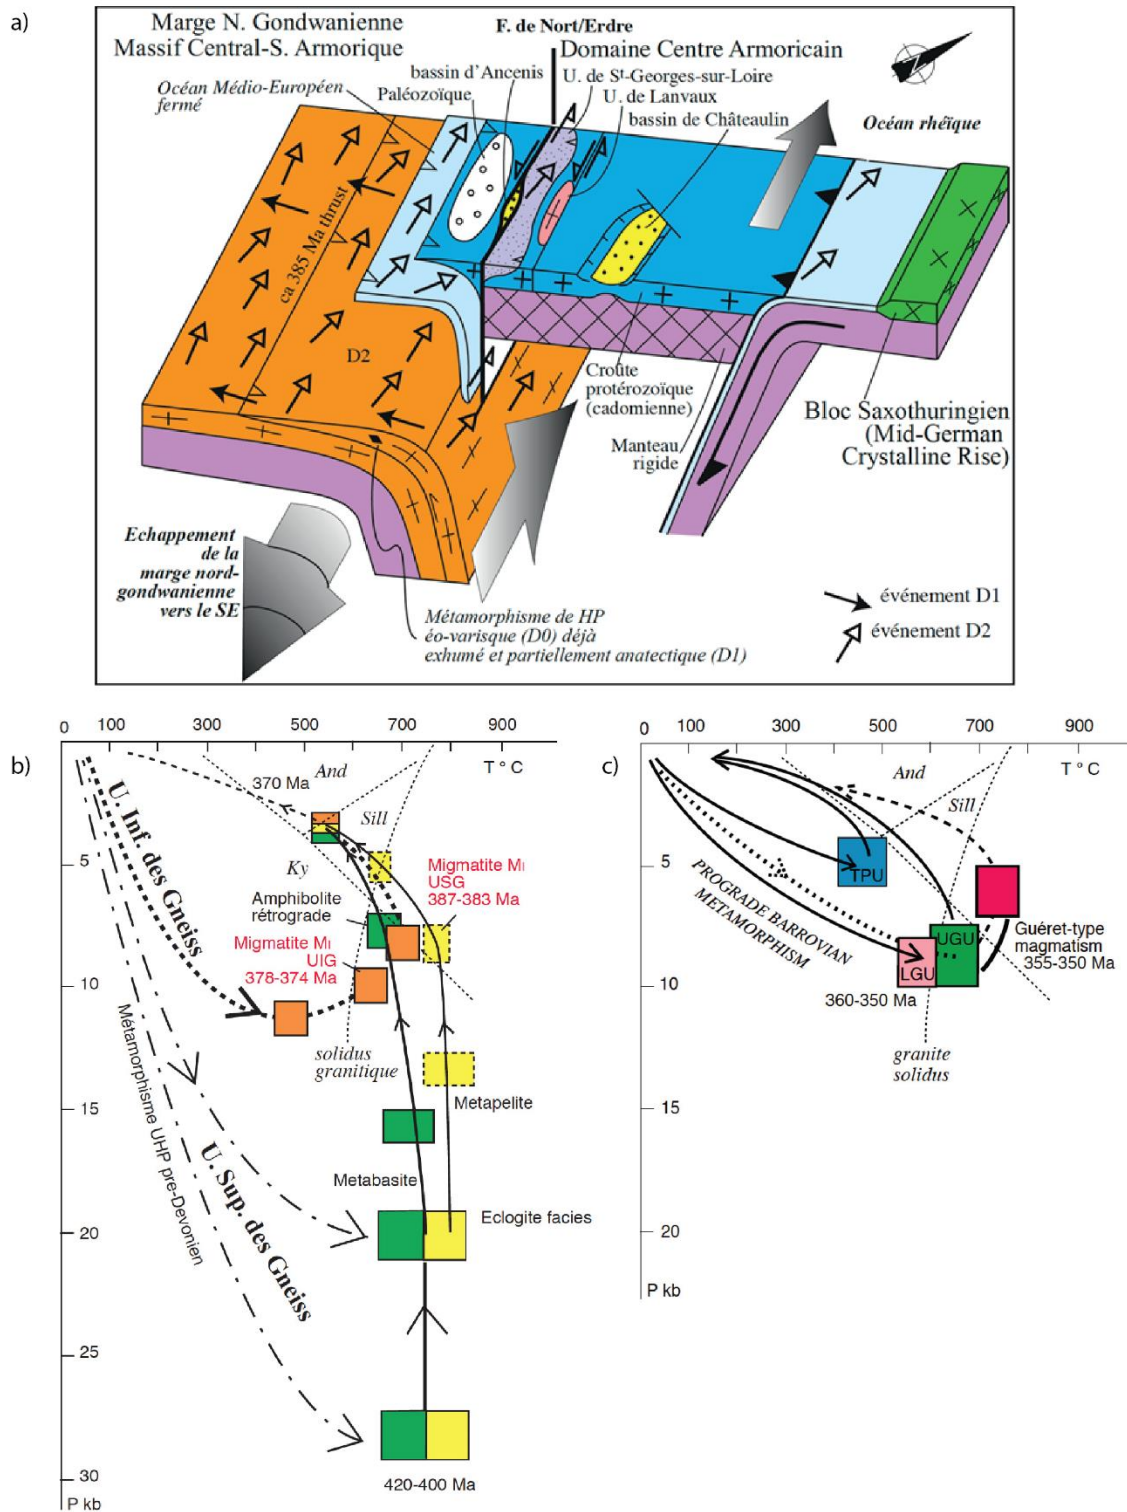 a)
Marge N. Gondwanienne
Massif Central-S. Armorique
F. de Nort/Erdre
Domaine Centre Armoricain
Océan Médio-Européen
fermé
bassin d'Ancenis
Paléozoïque
U. de Sᵗ-Georges-sur-Loire
U. de Lanvaux
bassin de Châteaulin
Océan rhéïque
ca 385 Ma thrust
D2
Croûte
protérozoïque
(cadomienne)
Manteau
rigide
Bloc Saxothuringien
(Mid-German
Crystalline Rise)
Echappement
de la
marge nord-
gondwanienne
vers le SE
Métamorphisme de HP
éo-varisque (D0) déjà
exhumé et partiellement anatectique (D1)
événement D1
événement D2
b)
0 100 300 500 700 900
T ° C
370 Ma
And
Sill
Ky
U. Inf. des Gneiss
5
Amphibolite
rétrograde
Migmatite Mı
USG
387-383 Ma
Migmatite Mı
UIG
378-374 Ma
10
solidus
granitique
Métamorphisme UHP pre-Devonien
U. Sup. des Gneiss
Metapelite
15
Metabasite
Eclogite facies
20
25
420-400 Ma
30
P kb
c)
0 100 300 500 700 900
T ° C
And
Sill
5
TPU
PROGRADE BARROVIAN
METAMORPHISM
UGU
LGU
Guéret-type
magmatism
355-350 Ma
10
360-350 Ma
granite
solidus
15
20
P kb